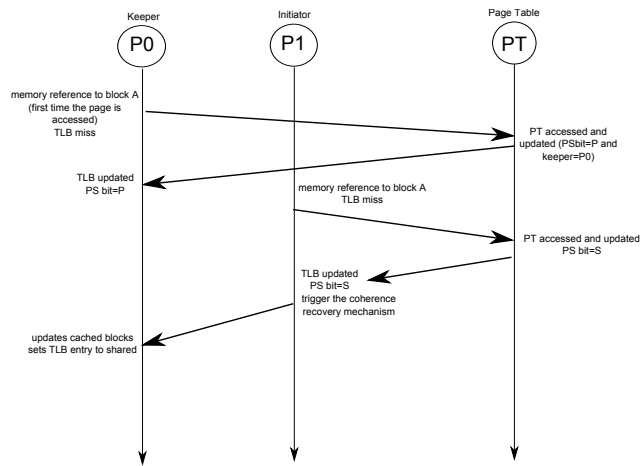 Keeper
Initiator
Page Table
P0
P1
PT
memory reference to block A
(first time the page is
accessed)
TLB miss
PT accessed and
updated (PSbit=P and
keeper=P0)
TLB updated
PS bit=P
memory reference to block A
TLB miss
PT accessed and updated
PS bit=S
TLB updated
PS bit=S
trigger the coherence
recovery mechanism
updates cached blocks
sets TLB entry to shared